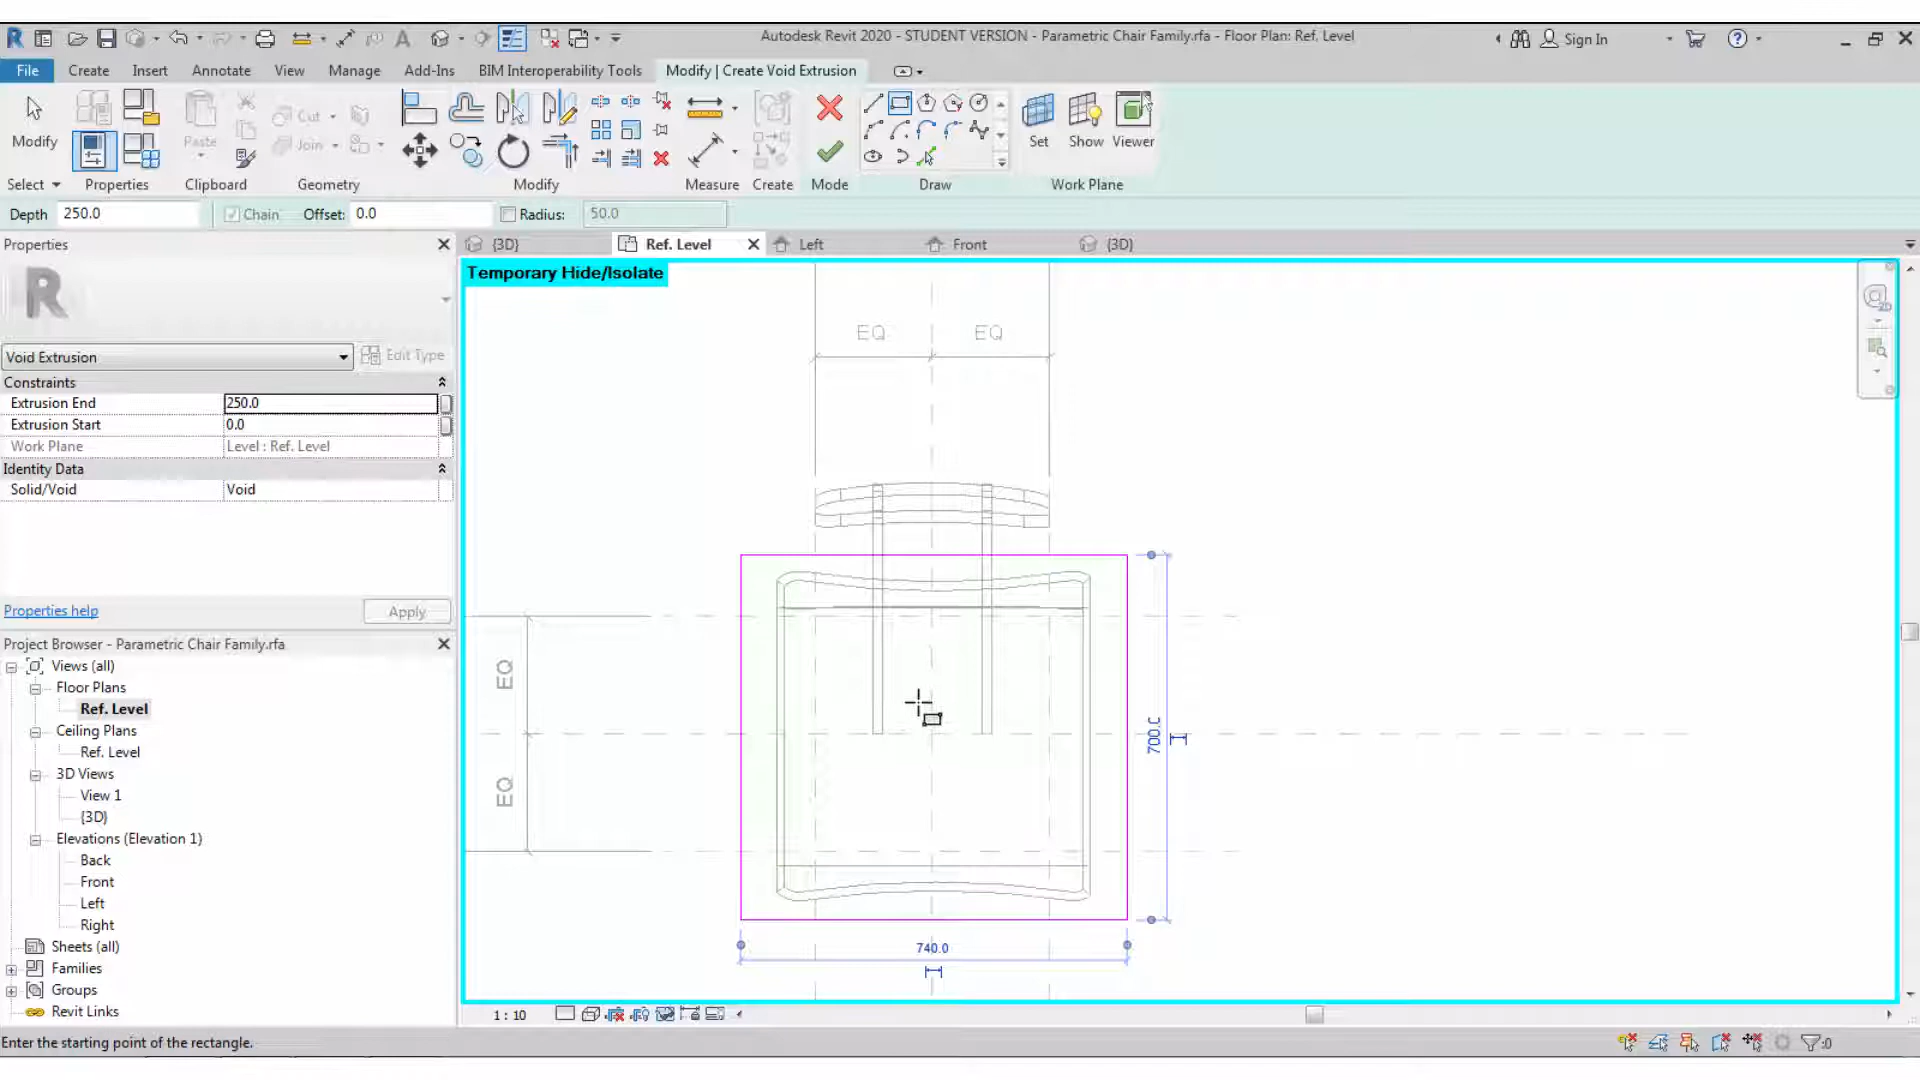 Autodesk Revit 2020 - STUDENT VERSION - Parametric Chair Family.rfa - Floor Plan: Ref. Level
Sign In
File Create Insert Annotate View Manage Add-Ins BIM Interoperability Tools Modify | Create Void Extrusion
Modify Paste Cut Join Set Show Viewer
Select Properties Clipboard Geometry Modify Measure Create Mode Draw Work Plane
Depth 250.0 Chain Offset: 0.0 Radius: 50.0
Properties
{3D} Ref. Level Left Front {3D}
Temporary Hide/Isolate
Void Extrusion Edit Type
Constraints
Extrusion End 250.0
Extrusion Start 0.0
Work Plane Level : Ref. Level
Identity Data
Solid/Void Void
Properties help Apply
Project Browser - Parametric Chair Family.rfa
Views (all)
Floor Plans
Ref. Level
Ceiling Plans
Ref. Level
3D Views
View 1
{3D}
Elevations (Elevation 1)
Back
Front
Left
Right
Sheets (all)
Families
Groups
Revit Links
EQ EQ
EQ
EQ
700.0
740.0
1 : 10
Enter the starting point of the rectangle.
:0